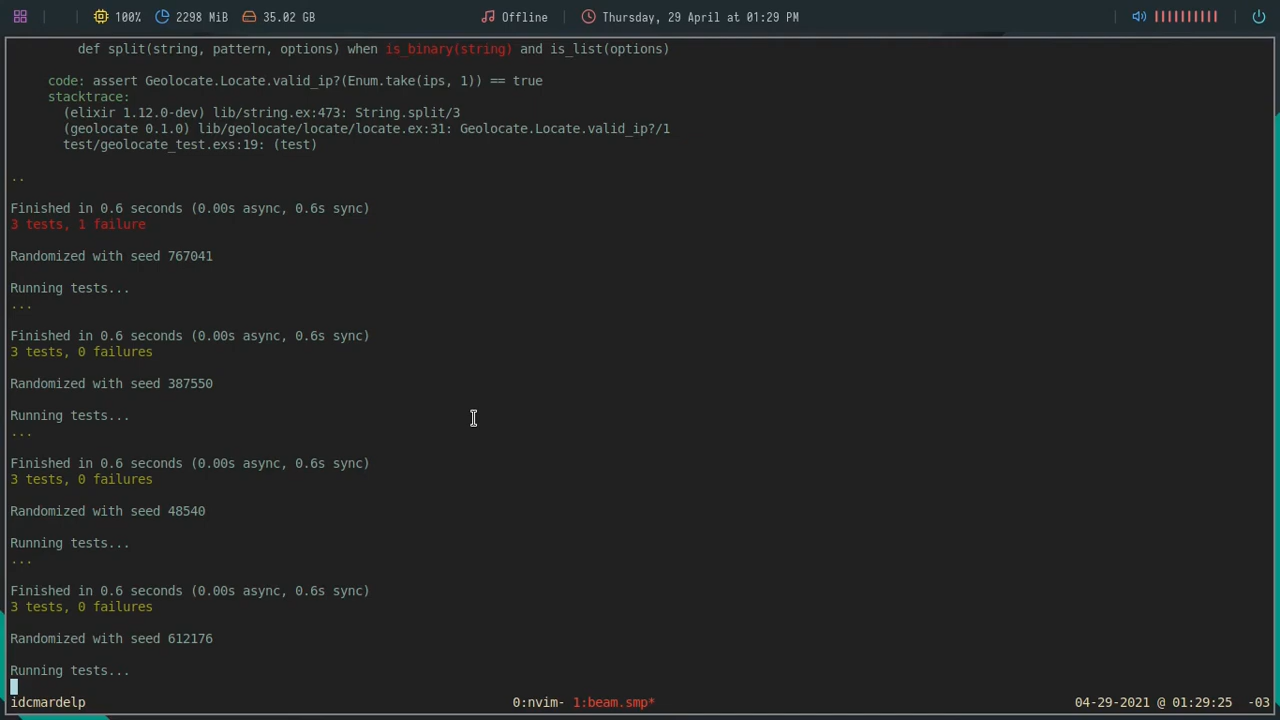 100% 2298 MiB 35.02 GB Offline Thursday, 29 April at 01:29 PM
def split(string, pattern, options) when is_binary(string) and is_list(options)
code: assert Geolocate.Locate.valid_ip?(Enum.take(ips, 1)) == true
stacktrace:
(elixir 1.12.0-dev) lib/string.ex:473: String.split/3
(geolocate 0.1.0) lib/geolocate/locate/locate.ex:31: Geolocate.Locate.valid_ip?/1
test/geolocate_test.exs:19: (test)
..
Finished in 0.6 seconds (0.00s async, 0.6s sync)
3 tests, 1 failure
Randomized with seed 767041
Running tests...
...
Finished in 0.6 seconds (0.00s async, 0.6s sync)
3 tests, 0 failures
Randomized with seed 387550
Running tests...
...
Finished in 0.6 seconds (0.00s async, 0.6s sync)
3 tests, 0 failures
Randomized with seed 48540
Running tests...
...
Finished in 0.6 seconds (0.00s async, 0.6s sync)
3 tests, 0 failures
Randomized with seed 612176
Running tests...
idcmardelp 0:nvim- 1:beam.smp* 04-29-2021 @ 01:29:25 -03